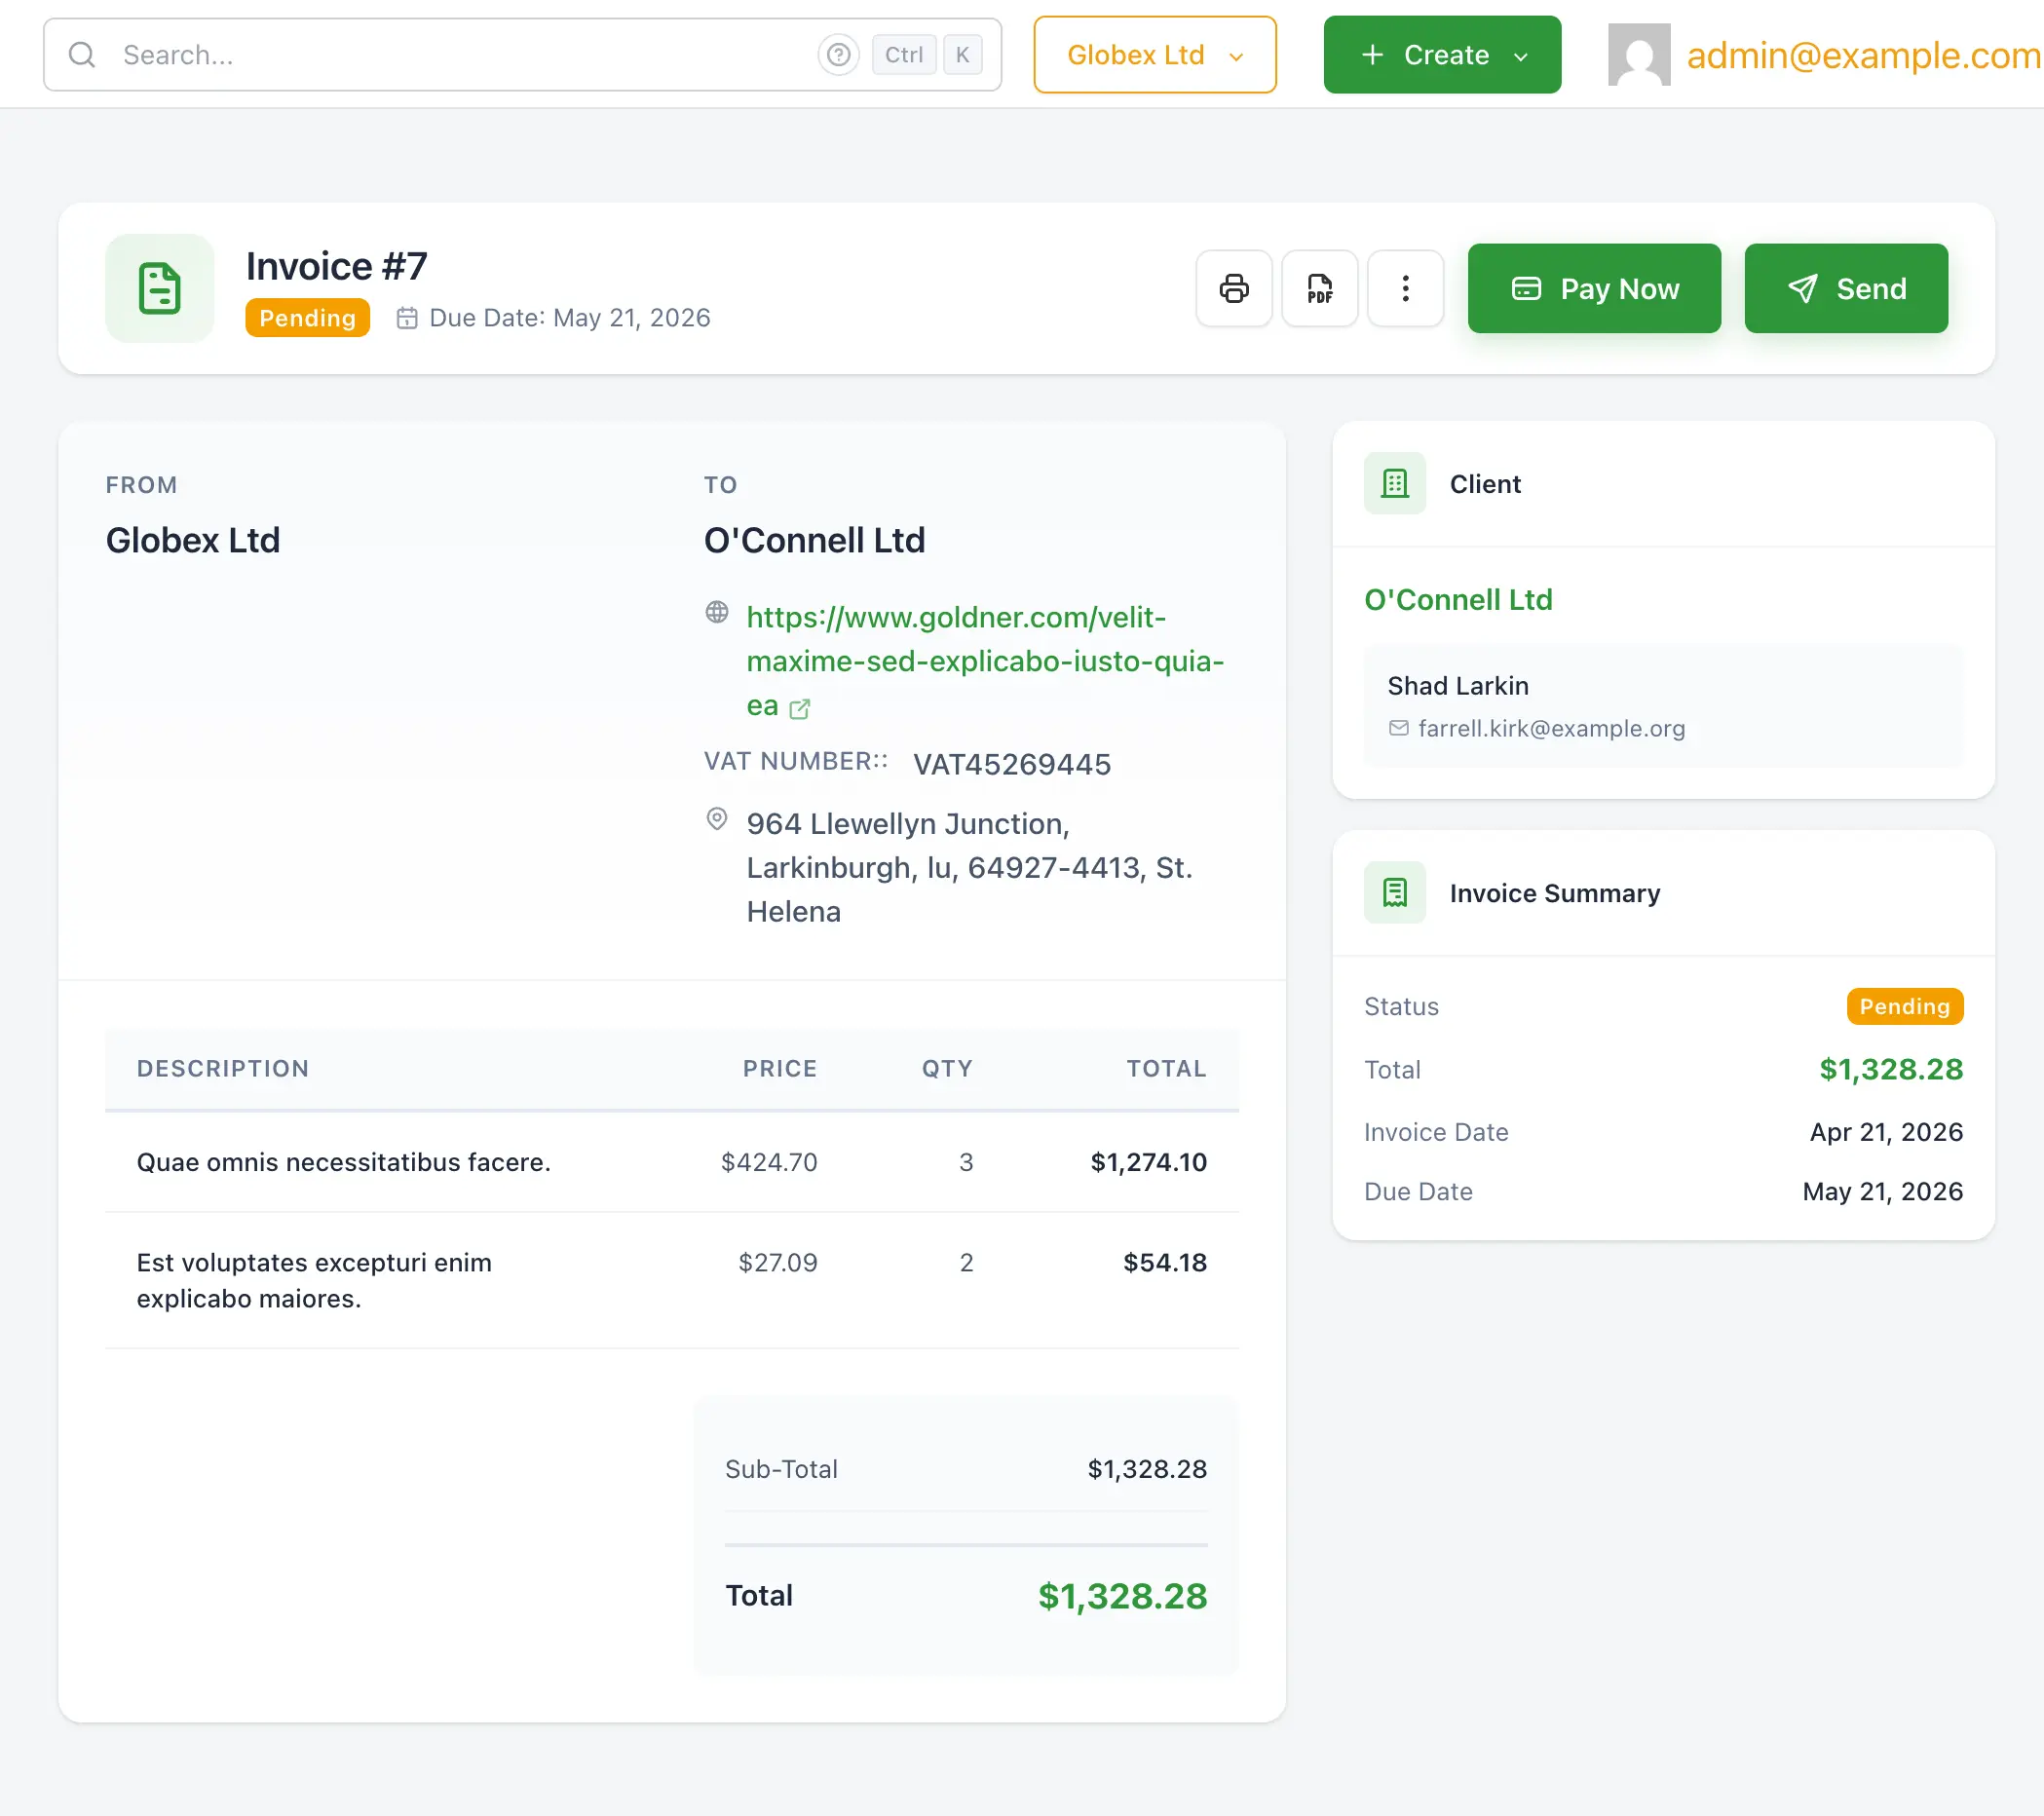 Search...
Ctrl K
Globex Ltd
Create
admin@example.com
Invoice #7
Pending
Due Date: May 21, 2026
PDF
Pay Now
Send
FROM
Globex Ltd
TO
O'Connell Ltd
https://www.goldner.com/velit-
maxime-sed-explicabo-iusto-quia-
ea
VAT NUMBER:: VAT45269445
964 Llewellyn Junction,
Larkinburgh, lu, 64927-4413, St.
Helena
DESCRIPTION PRICE QTY TOTAL
Quae omnis necessitatibus facere. $424.70 3 $1,274.10
Est voluptates excepturi enim $27.09 2 $54.18
explicabo maiores.
Sub-Total $1,328.28
Total $1,328.28
Client
O'Connell Ltd
Shad Larkin
farrell.kirk@example.org
Invoice Summary
Status Pending
Total $1,328.28
Invoice Date Apr 21, 2026
Due Date May 21, 2026